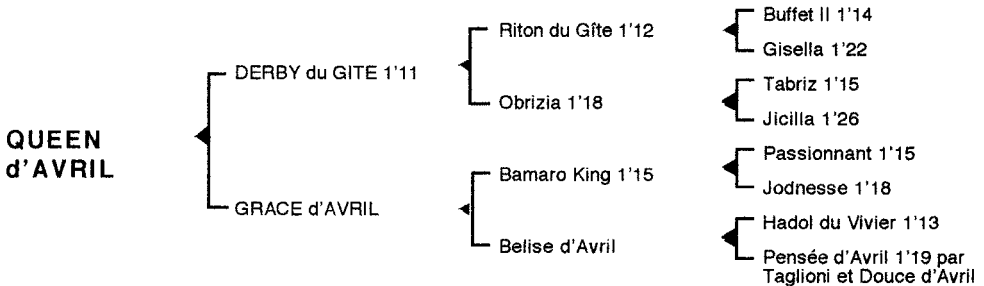 QUEEN
d'AVRIL
DERBY du GITE 1'11
GRACE d'AVRIL
Riton du Gîte 1'12
Obrizia 1'18
Bamaro King 1'15
Belise d'Avril
Buffet II 1'14
Gisella 1'22
Tabriz 1'15
Jicilla 1'26
Passionnant 1'15
Jodnesse 1'18
Hadol du Vivier 1'13
Pensée d'Avril 1'19 par
Taglioni et Douce d'Avril